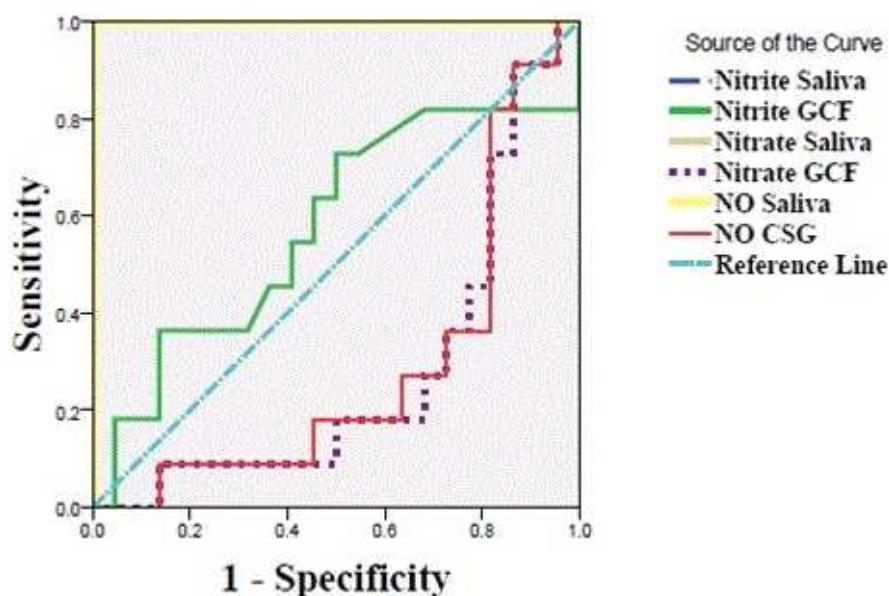 Sensitivity
1.0
0.8
0.6
0.4
0.2
0.0
0.0 0.2 0.4 0.6 0.8 1.0
1 - Specificity
Source of the Curve
Nitrite Saliva
Nitrite GCF
Nitrate Saliva
Nitrate GCF
NO Saliva
NO CSG
Reference Line